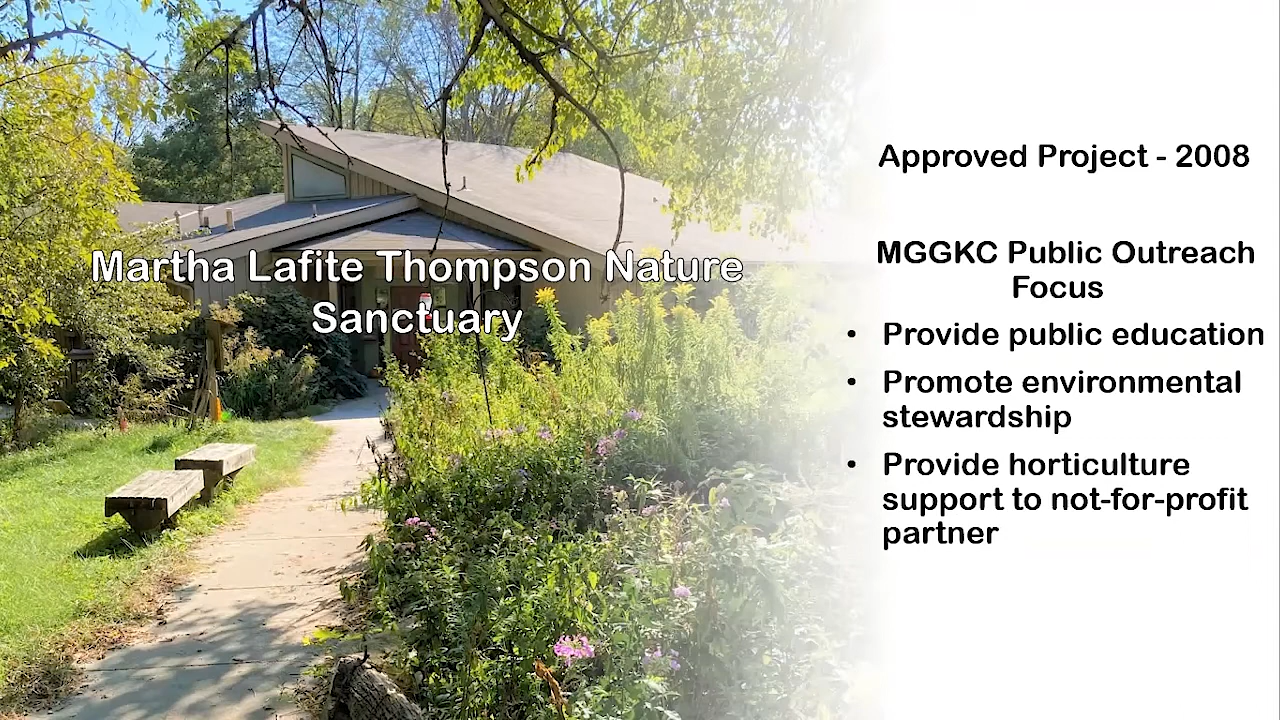 Martha Lafite Thompson Nature
Sanctuary
Approved Project - 2008
MGGKC Public Outreach
Focus
• Provide public education
• Promote environmental
stewardship
• Provide horticulture
support to not-for-profit
partner